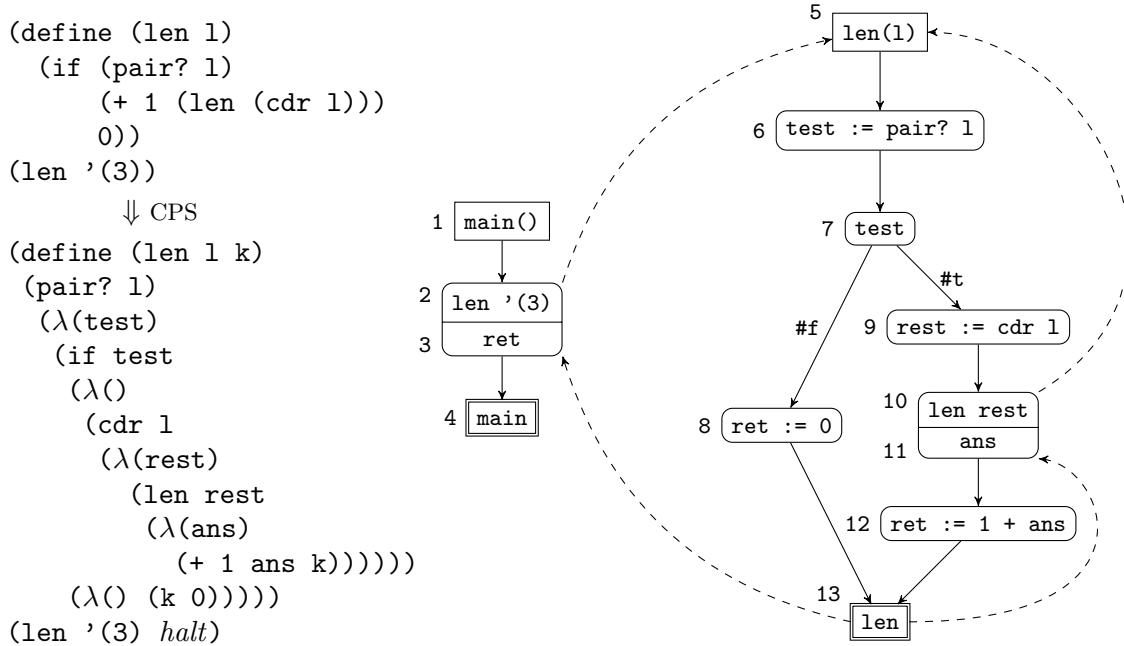 (define (len l)
(if (pair? l)
(+ 1 (len (cdr l)))
0))
(len '(3))
⇓ CPS
(define (len l k)
(pair? l)
(λ(test)
(if test
(λ()
(cdr l
(λ(rest)
(len rest
(λ(ans)
(+ 1 ans k))))))
(λ() (k 0)))))
(len '(3) halt)
1 main()
2 len '(3)
3 ret
4 main
5 len(l)
6 test := pair? l
7 test
#f
#t
8 ret := 0
9 rest := cdr l
10 len rest
11 ans
12 ret := 1 + ans
13 len